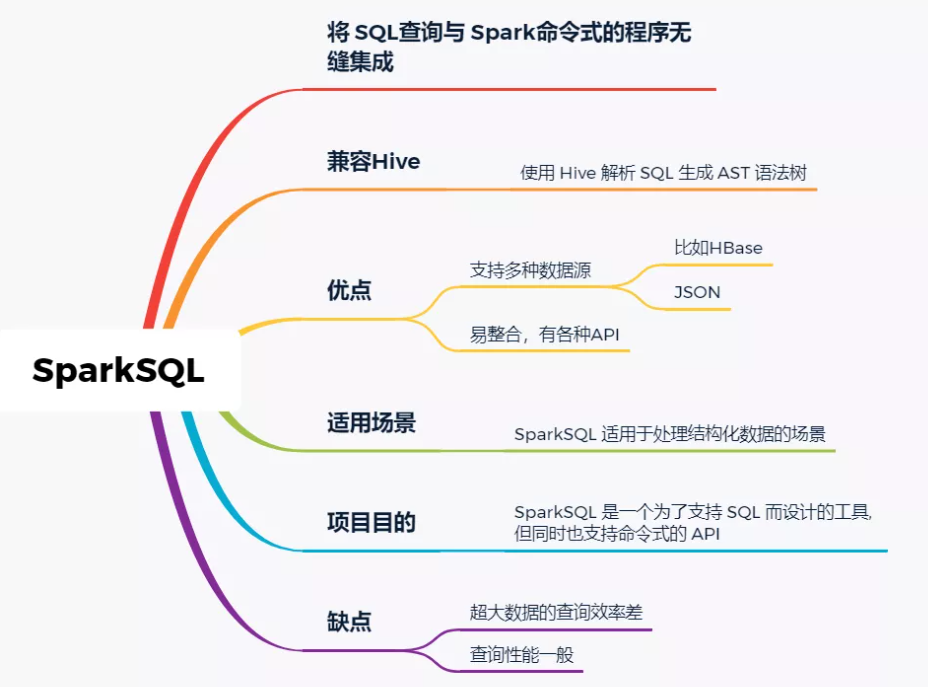 将 SQL查询与 Spark命令式的程序无
缝集成
兼容Hive
使用 Hive 解析 SQL 生成 AST 语法树
优点
支持多种数据源
比如HBase
JSON
易整合，有各种API
SparkSQL
适用场景
SparkSQL 适用于处理结构化数据的场景
项目目的
SparkSQL 是一个为了支持 SQL 而设计的工具,
但同时也支持命令式的 API
缺点
超大数据的查询效率差
查询性能一般